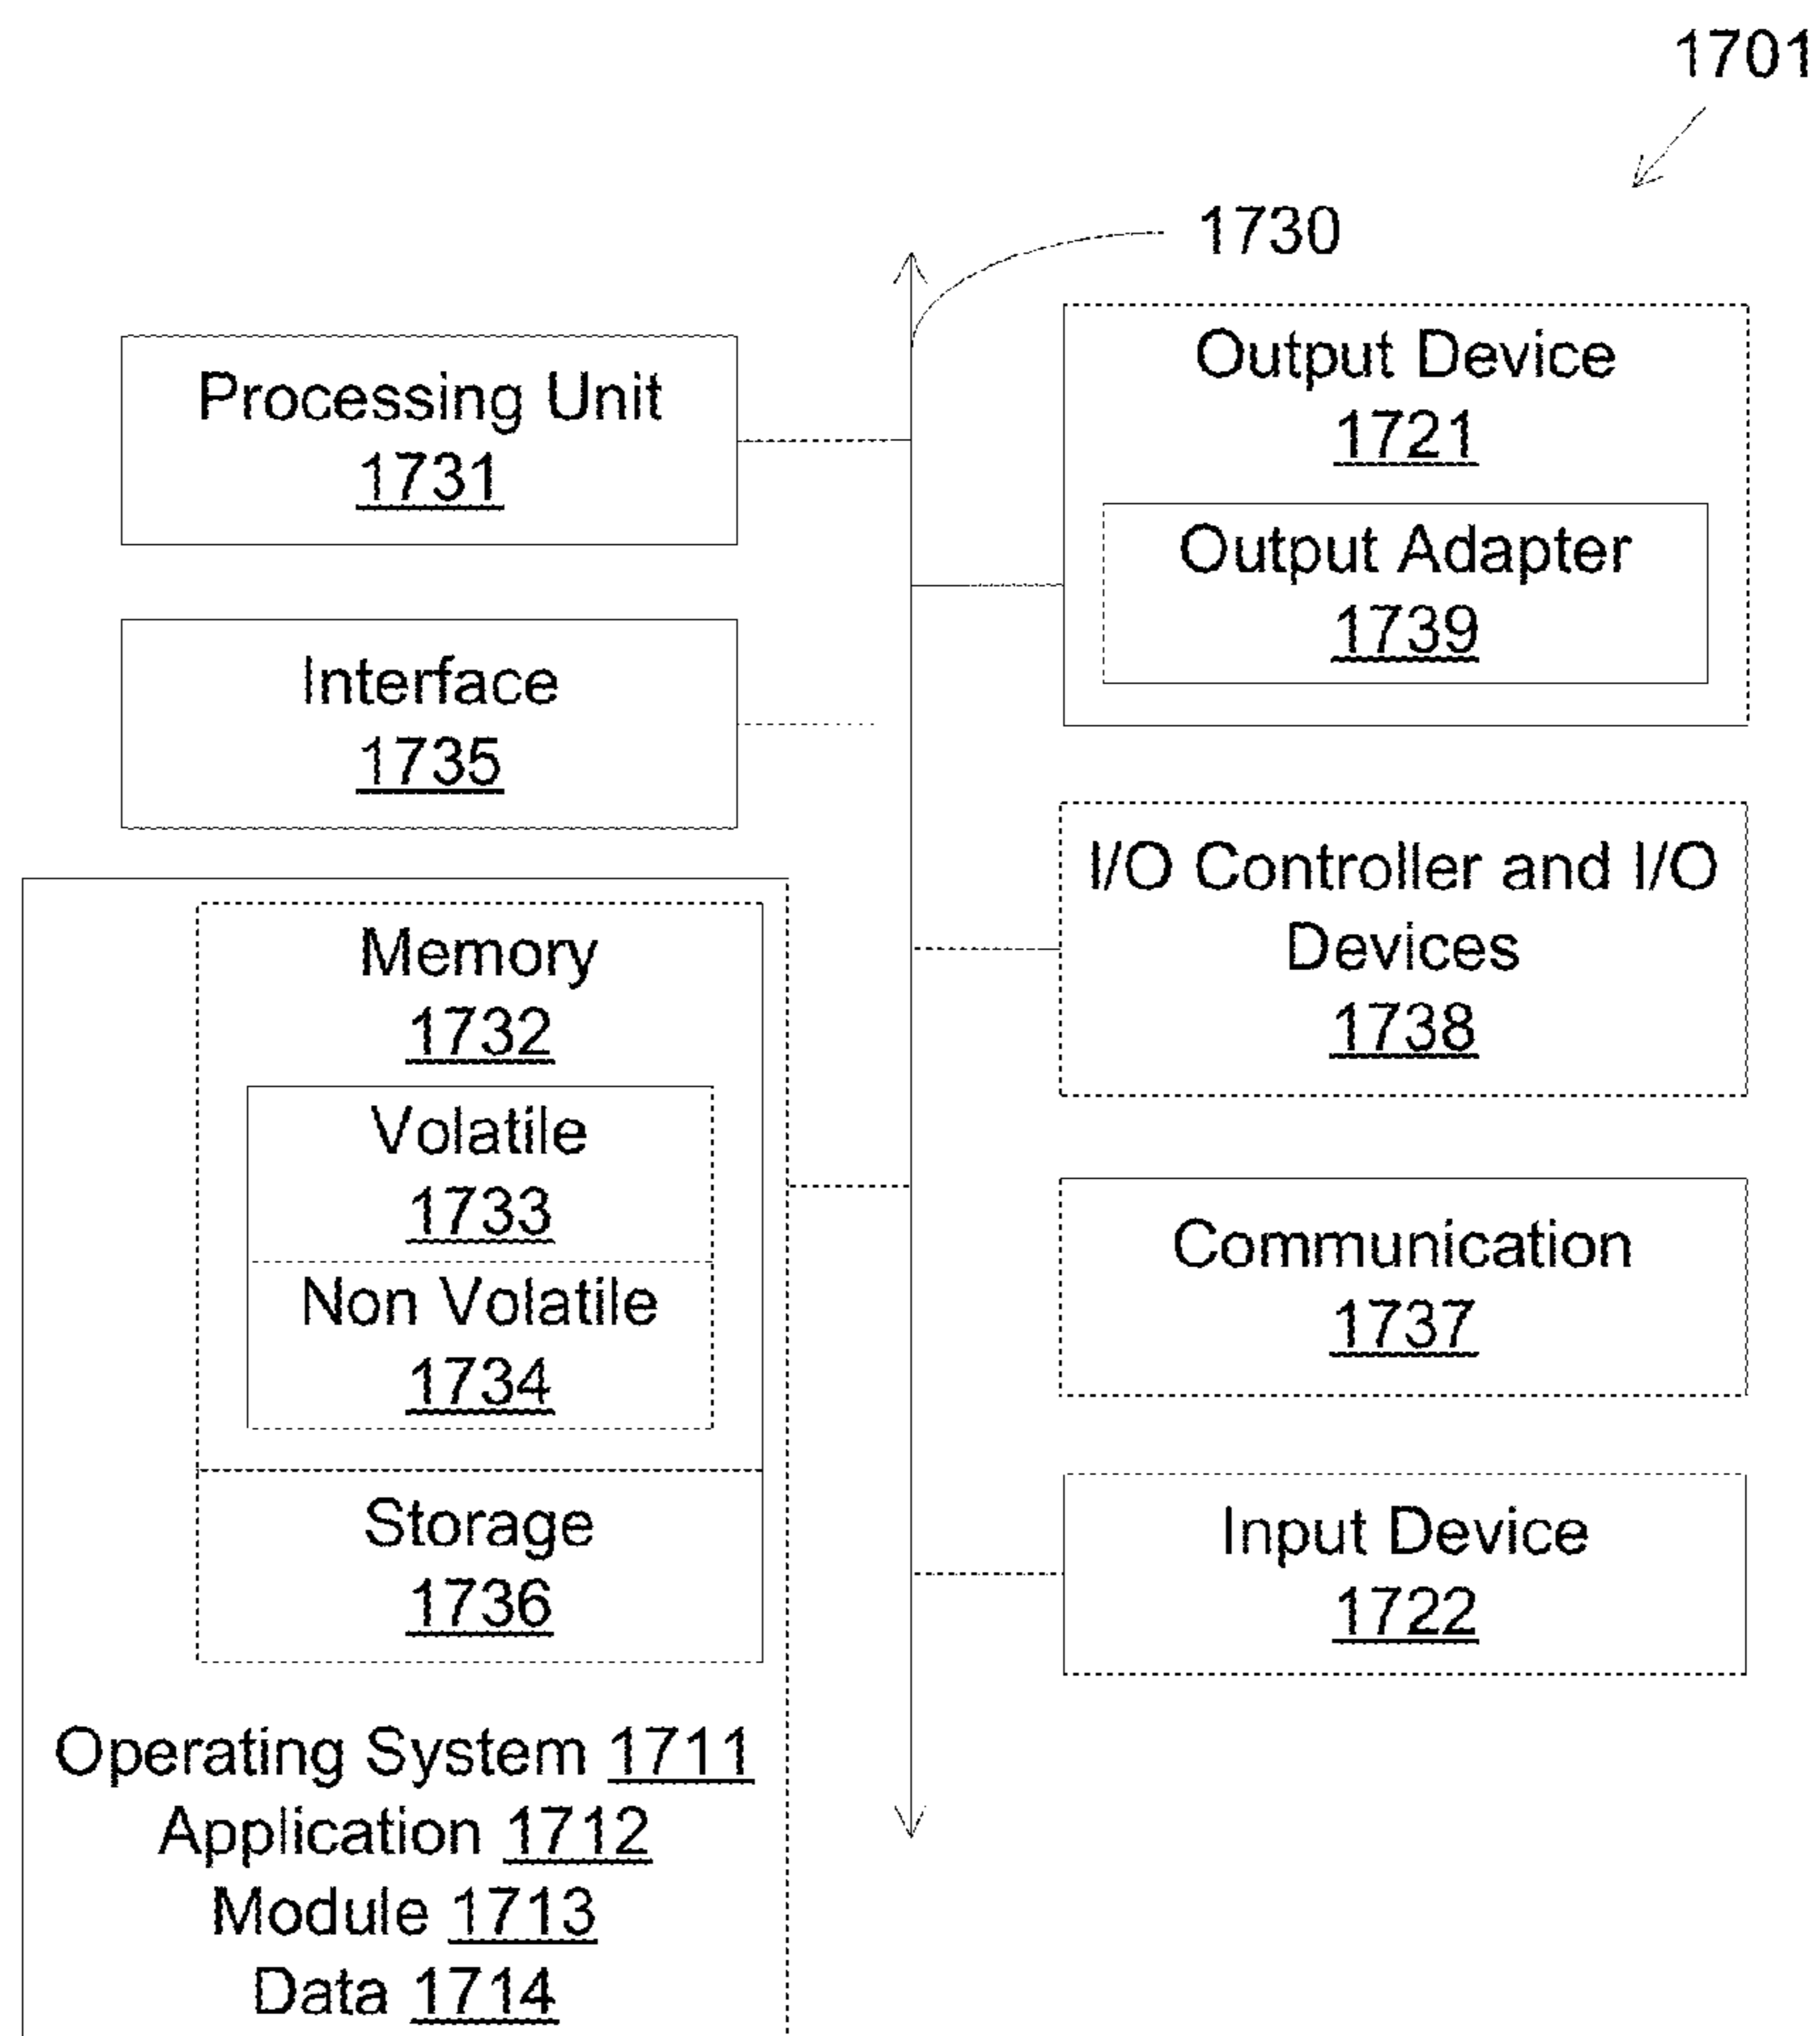 1701
1730
Processing Unit
1731
Interface
1735
Memory
1732
Volatile
1733
Non Volatile
1734
Storage
1736
Operating System 1711
Application 1712
Module 1713
Data 1714
Output Device
1721
Output Adapter
1739
I/O Controller and I/O
Devices
1738
Communication
1737
Input Device
1722